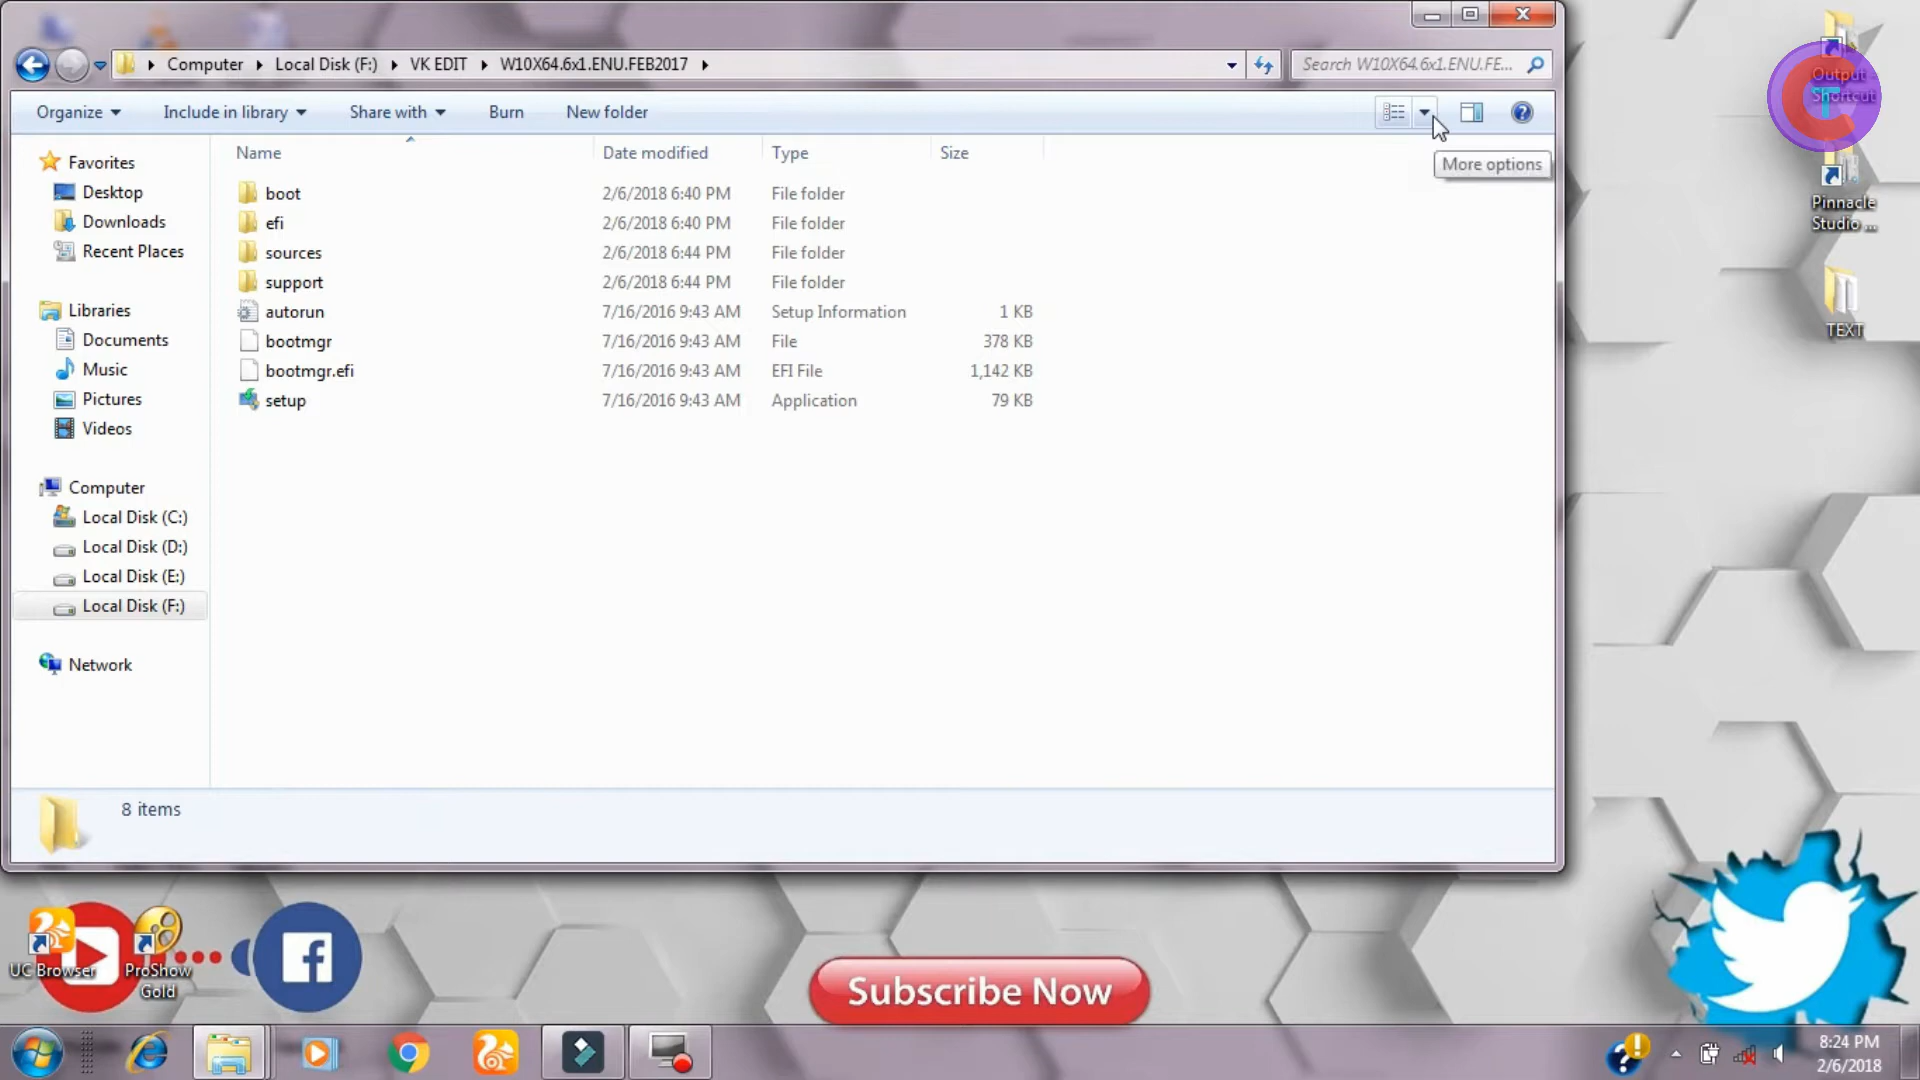 Computer
Local Disk (F:)
VK EDIT
W10X64.6x1.ENU.FEB2017
Search W10X64.6x1.ENU.FE...
Organize
Include in library
Share with
Burn
New folder
More options
Name
Date modified
Type
Size
boot 2/6/2018 6:40 PM File folder
efi 2/6/2018 6:40 PM File folder
sources 2/6/2018 6:44 PM File folder
support 2/6/2018 6:44 PM File folder
autorun 7/16/2016 9:43 AM Setup Information 1 KB
bootmgr 7/16/2016 9:43 AM File 378 KB
bootmgr.efi 7/16/2016 9:43 AM EFI File 1,142 KB
setup 7/16/2016 9:43 AM Application 79 KB
Favorites
Desktop
Downloads
Recent Places
Libraries
Documents
Music
Pictures
Videos
Computer
Local Disk (C:)
Local Disk (D:)
Local Disk (E:)
Local Disk (F:)
Network
8 items
Output -
Shortcut
Pinnacle
Studio ...
TEXT
UC Browser
ProShow
Gold
Subscribe Now
8:24 PM
2/6/2018